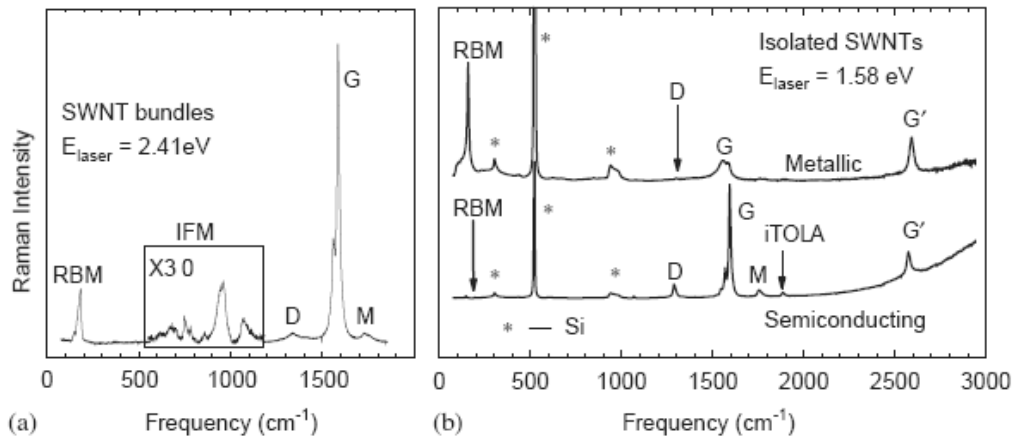 Raman Intensity
SWNT bundles
E_laser = 2.41eV
G
IFM
X3 0
RBM
D
M
0 500 1000 1500
(a) Frequency (cm⁻¹)
RBM
*
*
*
Isolated SWNTs
E_laser = 1.58 eV
D
G
G′
Metallic
RBM
*
*
*
D
G
M
iTOLA
G′
* — Si
Semiconducting
0 500 1000 1500 2000 2500 3000
(b) Frequency (cm⁻¹)